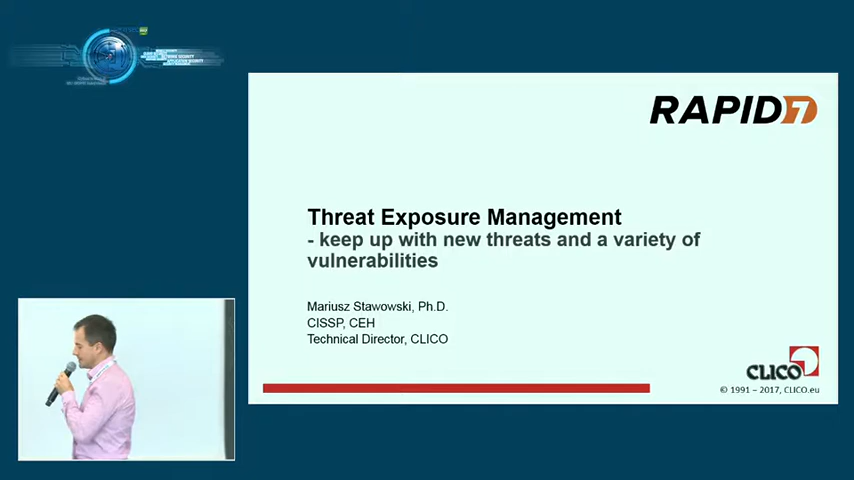 RAPID7
Threat Exposure Management
- keep up with new threats and a variety of
vulnerabilities
Mariusz Stawowski, Ph.D.
CISSP, CEH
Technical Director, CLICO
CLICO
© 1991 – 2017, CLICO.eu